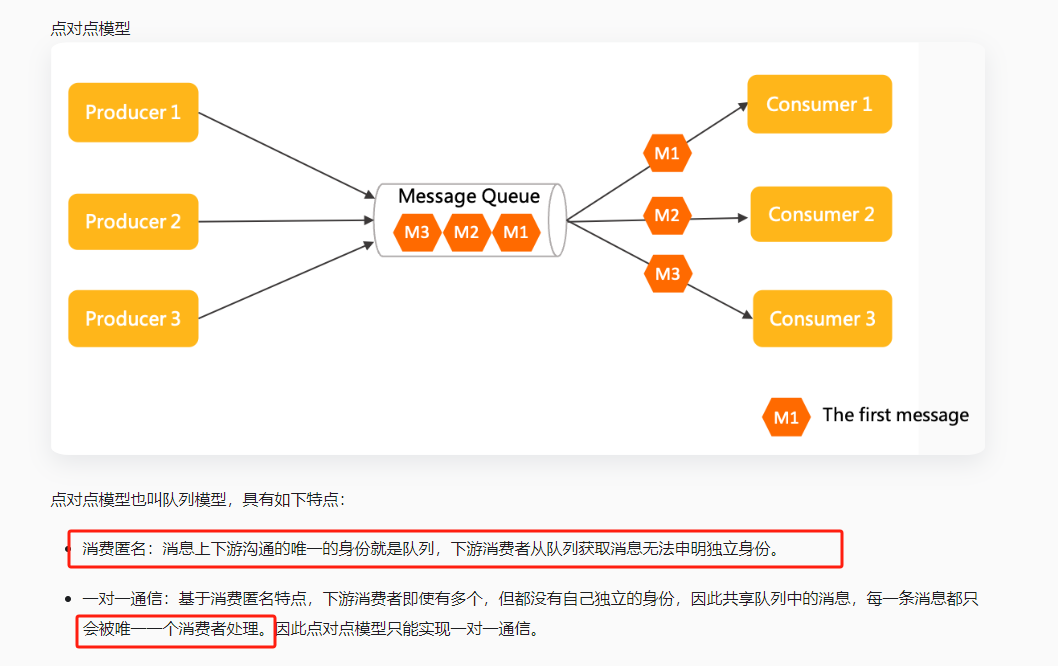 点对点模型
Producer 1
Consumer 1
M1
Message Queue
Producer 2
M3 M2 M1
M2
Consumer 2
M3
Producer 3
Consumer 3
M1 The first message
点对点模型也叫队列模型，具有如下特点：
消费匿名：消息上下游沟通的唯一的身份就是队列，下游消费者从队列获取消息无法申明独立身份。
一对一通信：基于消费匿名特点，下游消费者即使有多个，但都没有自己独立的身份，因此共享队列中的消息，每一条消息都只
会被唯一一个消费者处理。因此点对点模型只能实现一对一通信。